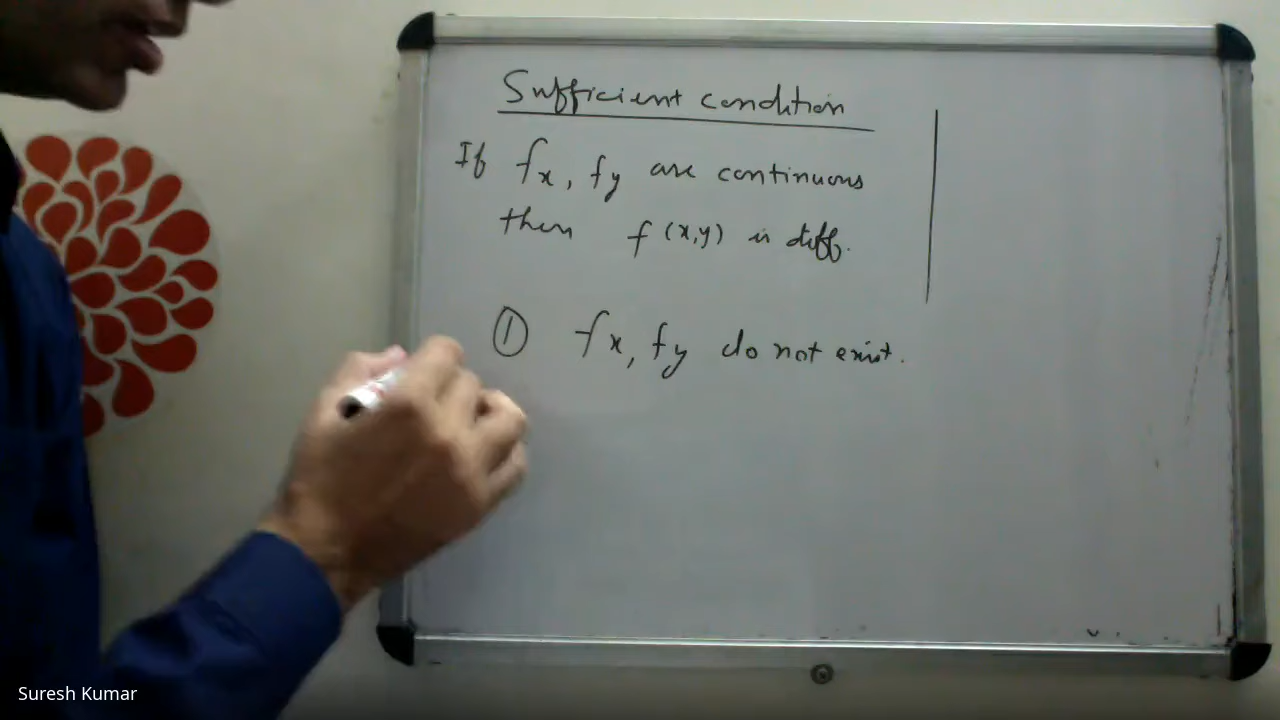 Sufficient condition
If fx, fy are continuous
then f(x,y) is diff.
① fx, fy do not exist.
Suresh Kumar